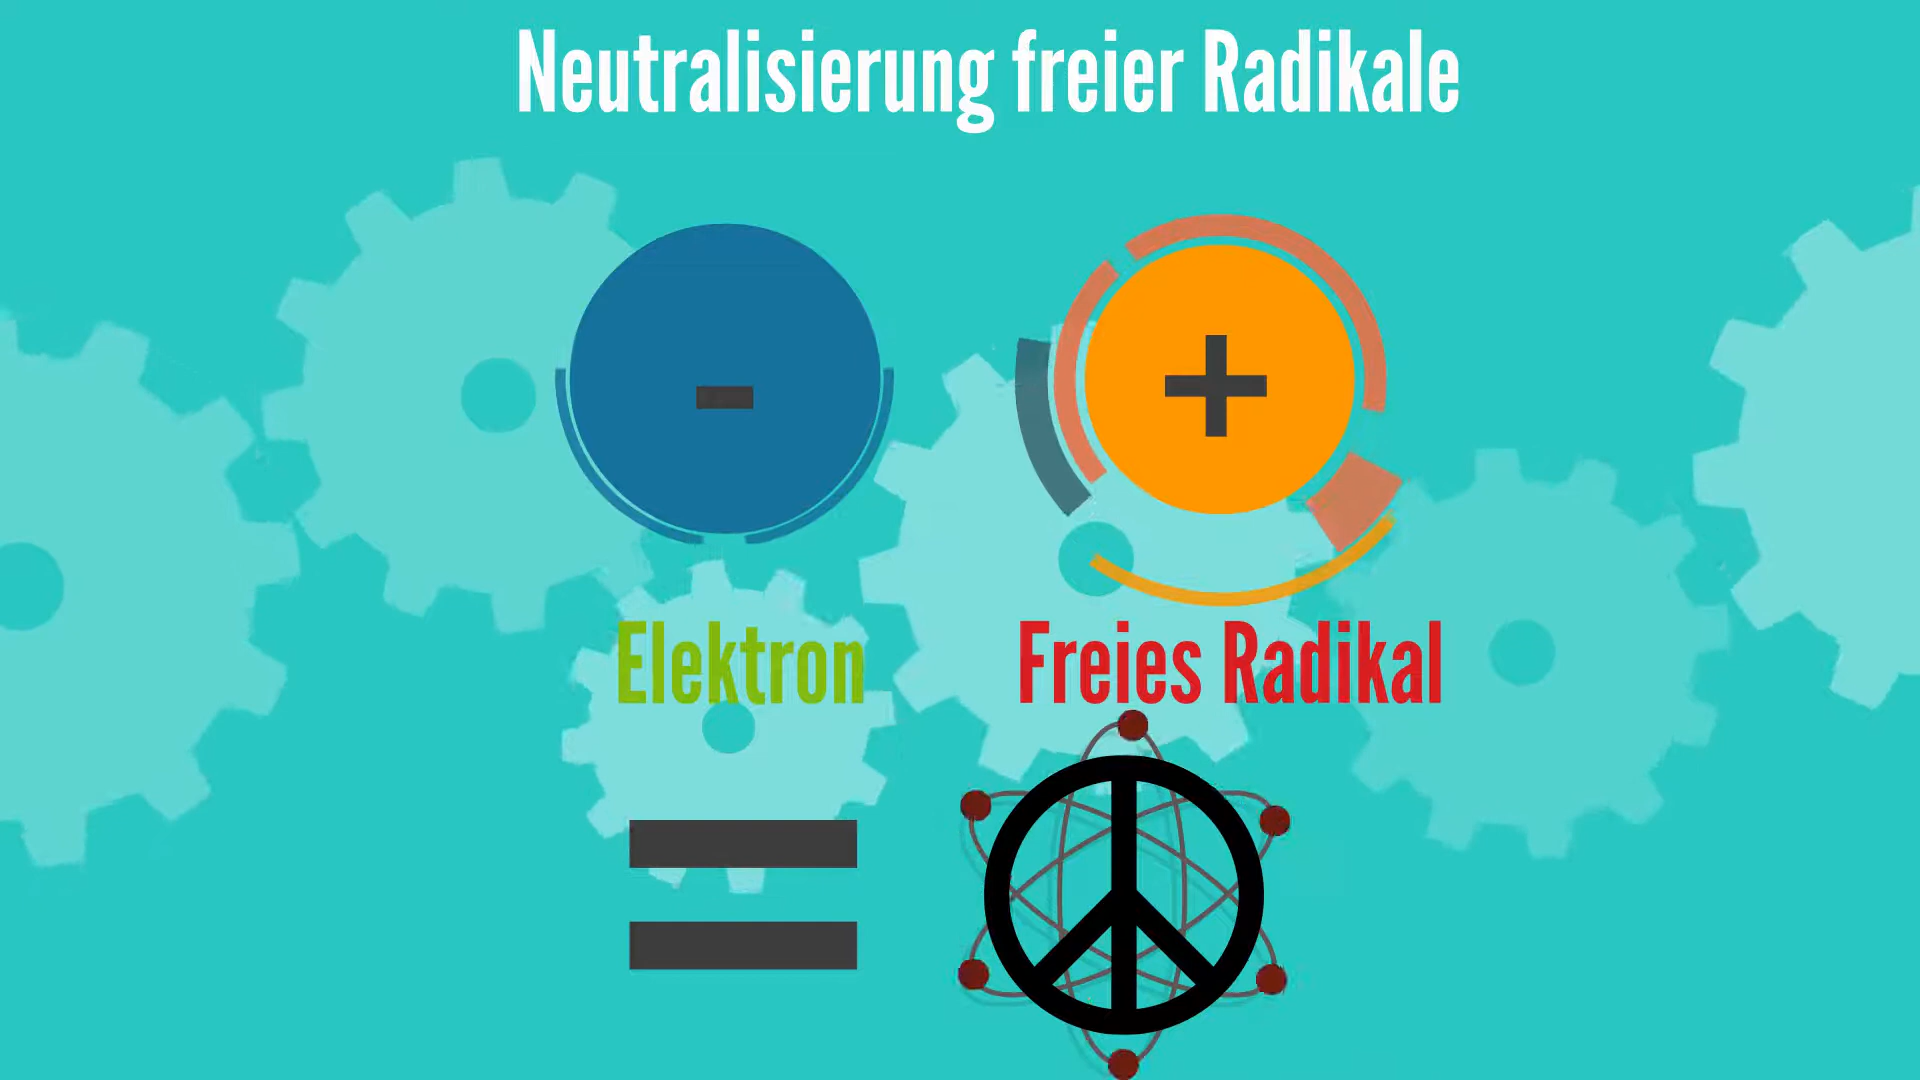 Neutralisierung freier Radikale
- +
Elektron Freies Radikal
=